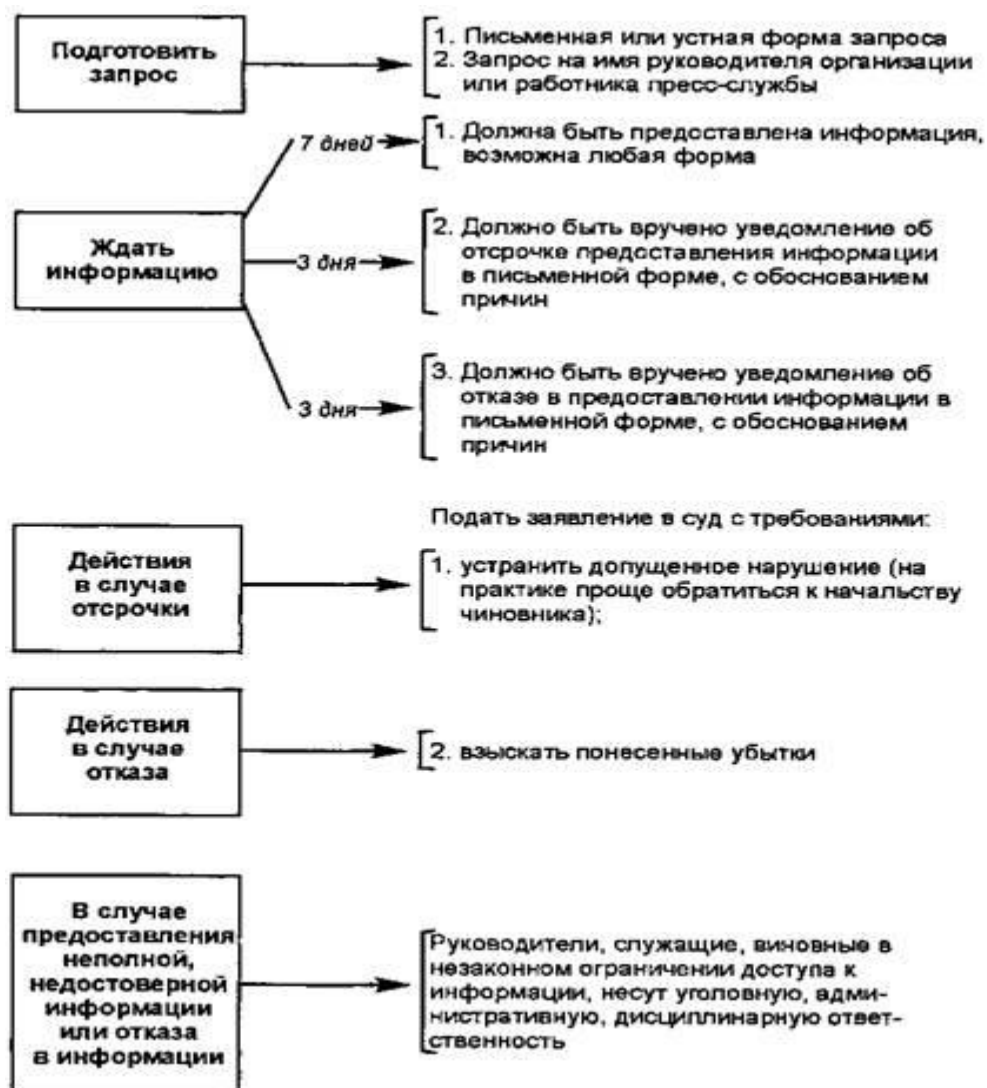 Подготовить
запрос
1. Письменная или устная форма запроса
2. Запрос на имя руководителя организации
или работника пресс-службы
Ждать
информацию
7 дней
1. Должна быть предоставлена информация,
возможна любая форма
3 дня
2. Должно быть вручено уведомление об
отсрочке предоставления информации
в письменной форме, с обоснованием
причин
3 дня
3. Должно быть вручено уведомление об
отказе в предоставлении информации в
письменной форме, с обоснованием
причин
Подать заявление в суд с требованиями:
Действия
в случае
отсрочки
1. устранить допущенное нарушение (на
практике проще обратиться к начальству
чиновника);
Действия
в случае
отказа
2. взыскать понесенные убытки
В случае
предоставления
неполной,
недостоверной
информации
или отказа
в информации
Руководители, служащие, виновные в
незаконном ограничении доступа к
информации, несут уголовную, адми-
нистративную, дисциплинарную ответ-
ственность